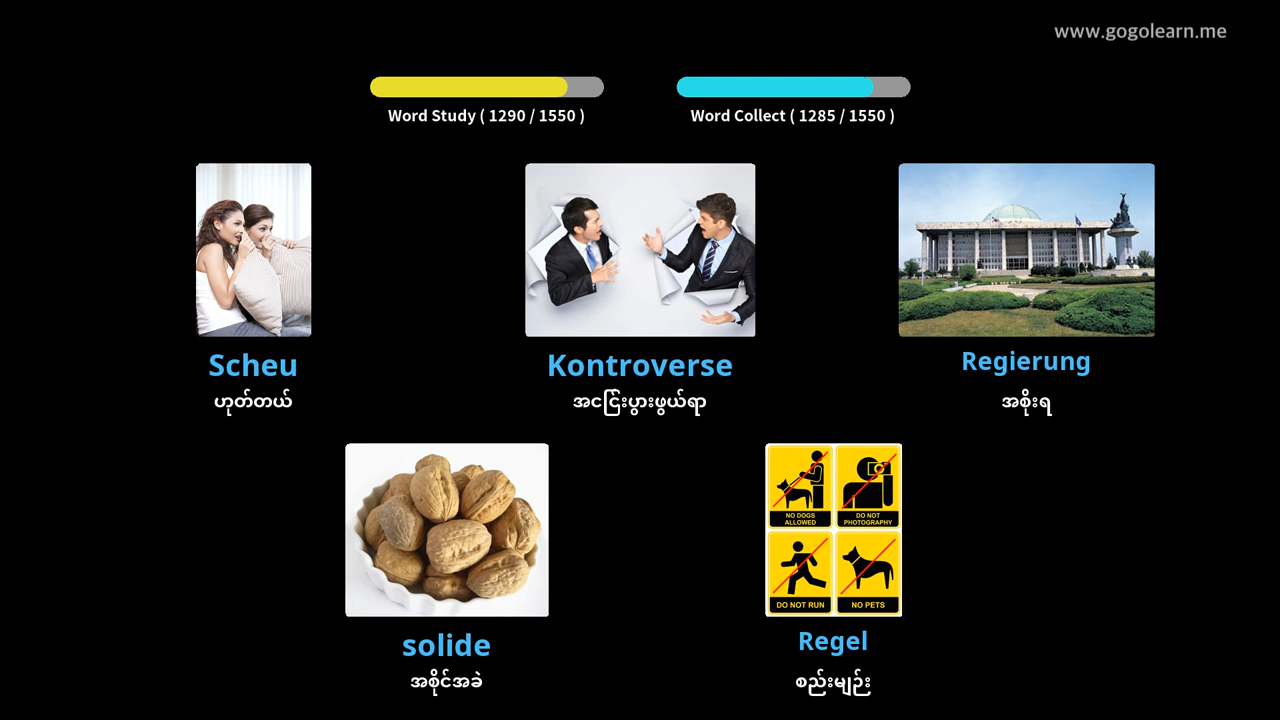 www.gogolearn.me
Word Study ( 1290 / 1550 )
Word Collect ( 1285 / 1550 )
Scheu
ဟုတ်တယ်
Kontroverse
အငငြ်းပွားဖွယ်ရာ
Regierung
အစိုးရ
NO DOGS
ALLOWED
DO NOT
PHOTOGRAPHY
DO NOT RUN
NO PETS
solide
အစိုင်အခဲ
Regel
စည်းမျဉ်း